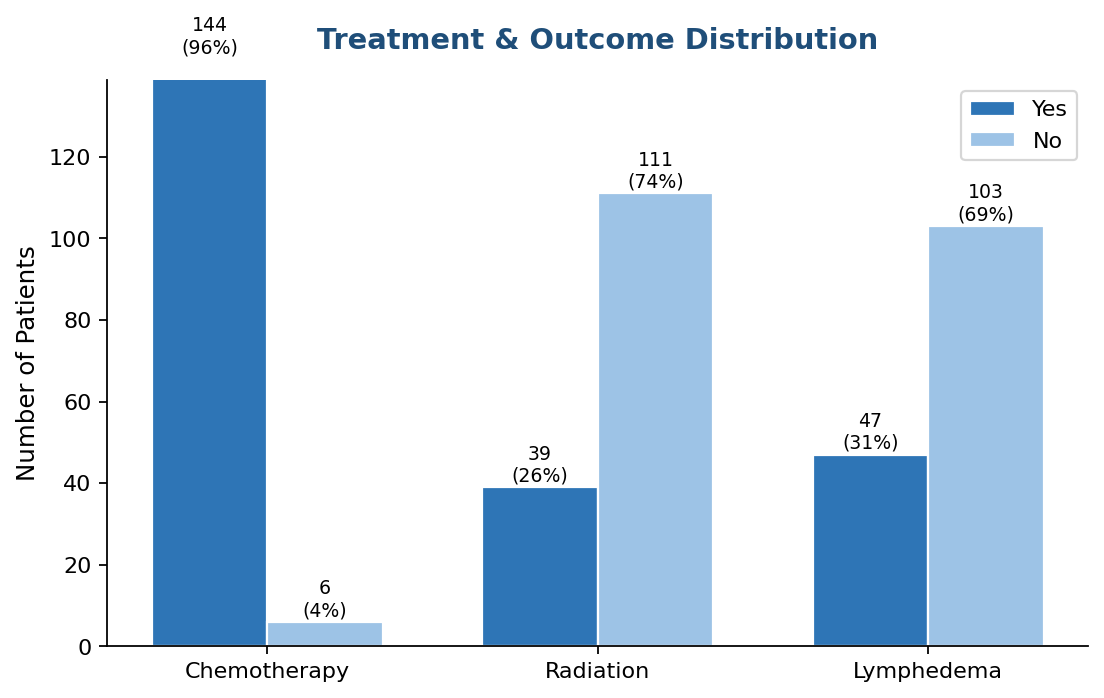 Treatment & Outcome Distribution
144
(96%)
Yes
No
111
(74%)
103
(69%)
47
(31%)
39
(26%)
6
(4%)
120
100
80
60
40
20
0
Number of Patients
Chemotherapy
Radiation
Lymphedema